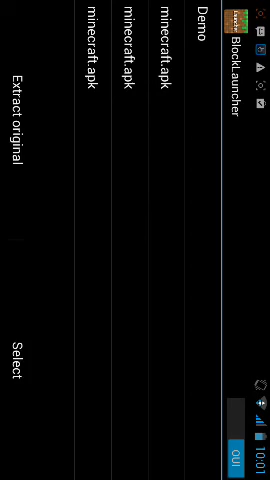 10:01
BlockLauncher
OUI
Demo
minecraft.apk
minecraft.apk
minecraft.apk
Extract original
Select